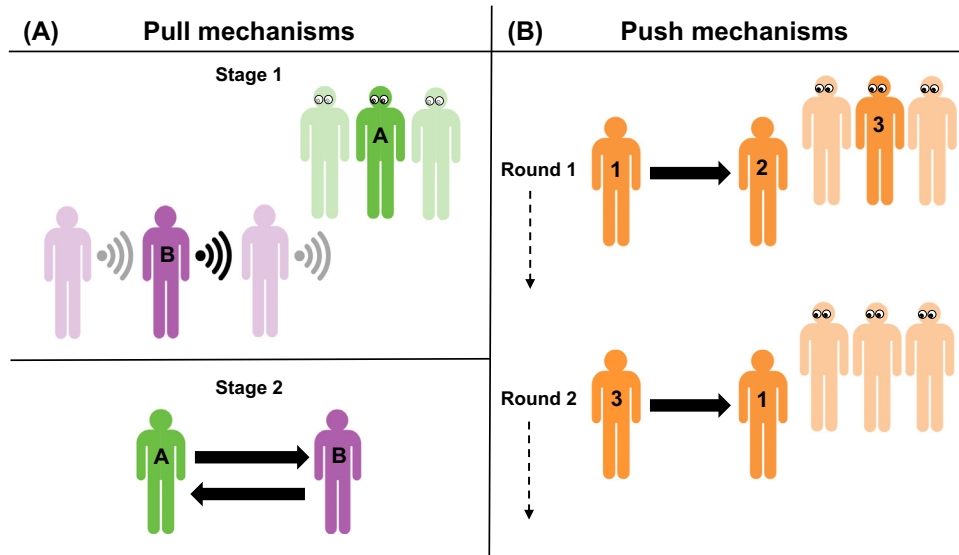 (A) Pull mechanisms
Stage 1
A
B
Stage 2
A
B
(B) Push mechanisms
Round 1
1
2
3
Round 2
3
1